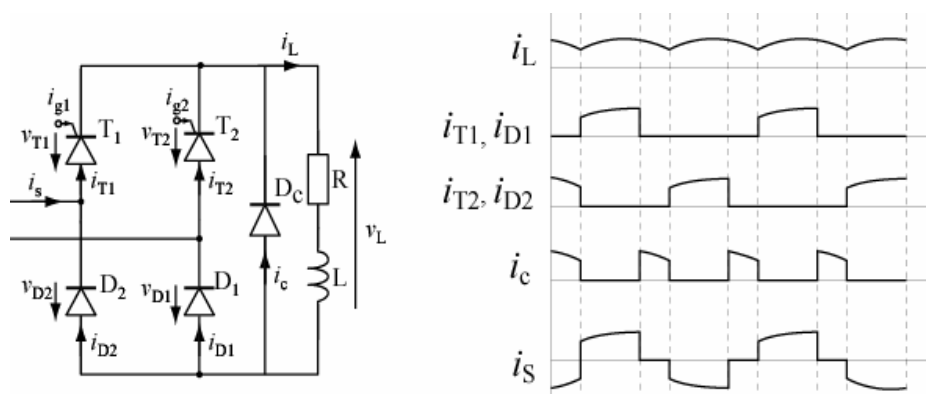 i_L
i_g1
i_g2
v_T1
T_1
v_T2
T_2
i_s
i_T1
i_T2
D_c
R
v_L
v_D2
D_2
v_D1
D_1
i_c
L
i_D2
i_D1
i_L
i_T1, i_D1
i_T2, i_D2
i_c
i_S